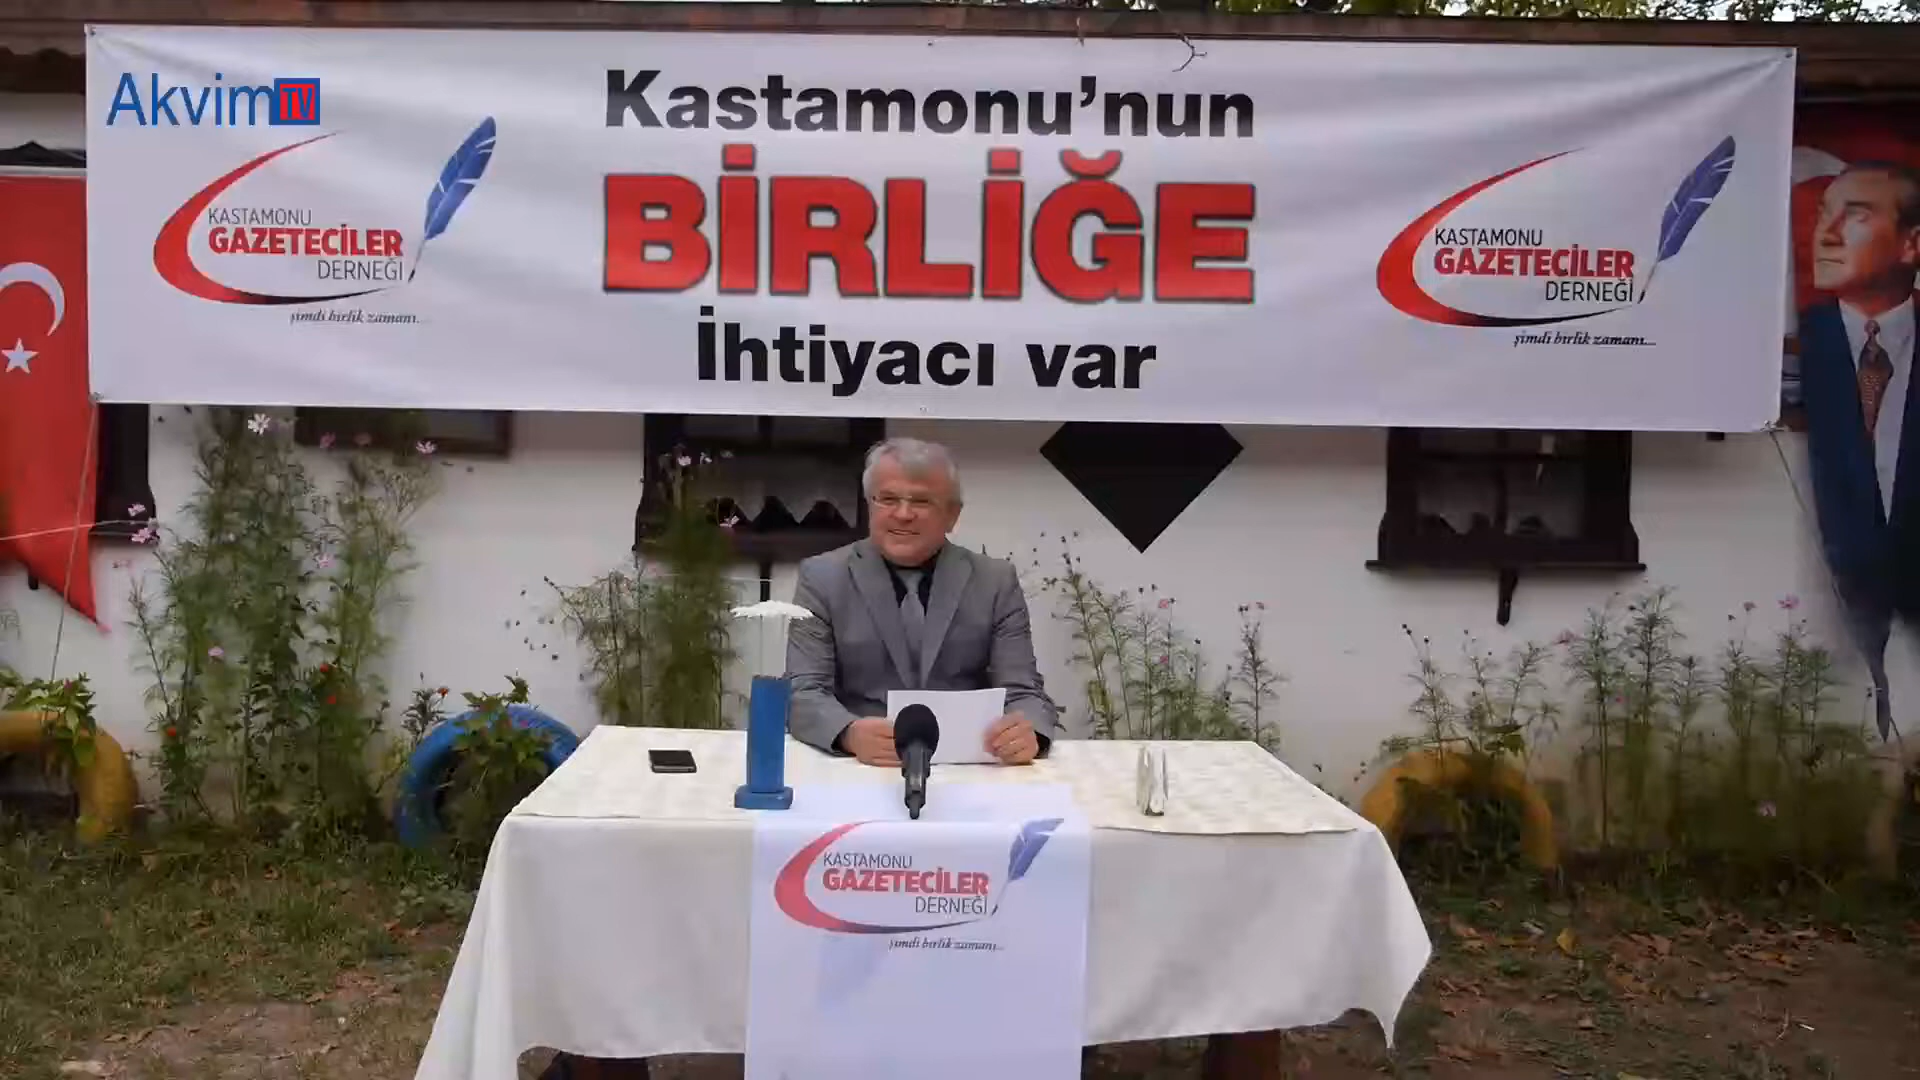 AkvimTV
Kastamonu'nun
BİRLİĞE
İhtiyacı var
KASTAMONU
GAZETECİLER
DERNEĞİ
şimdi birlik zamanı...
KASTAMONU
GAZETECİLER
DERNEĞİ
şimdi birlik zamanı...
KASTAMONU
GAZETECİLER
DERNEĞİ
şimdi birlik zamanı...